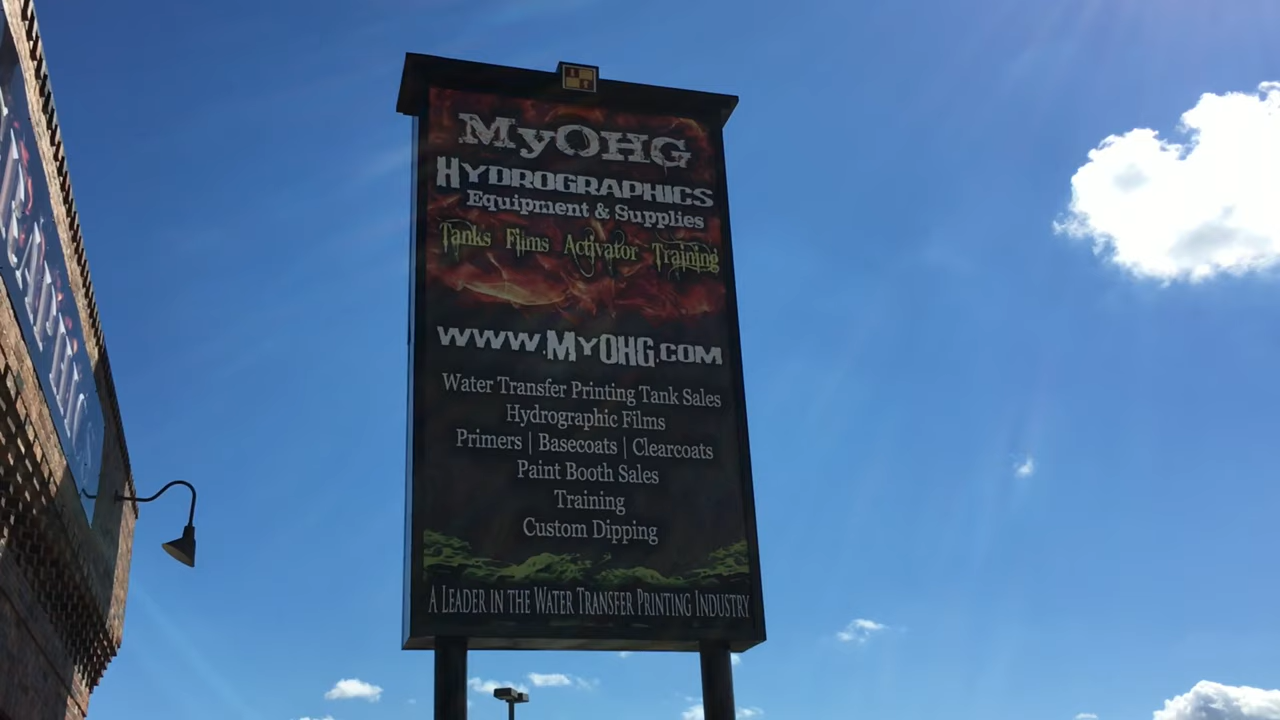 MyOHG
Hydrographics
Equipment & Supplies
Tanks Films Activator Training
www.MyOHG.com
Water Transfer Printing Tank Sales
Hydrographic Films
Primers | Basecoats | Clearcoats
Paint Booth Sales
Training
Custom Dipping
A Leader in the Water Transfer Printing Industry